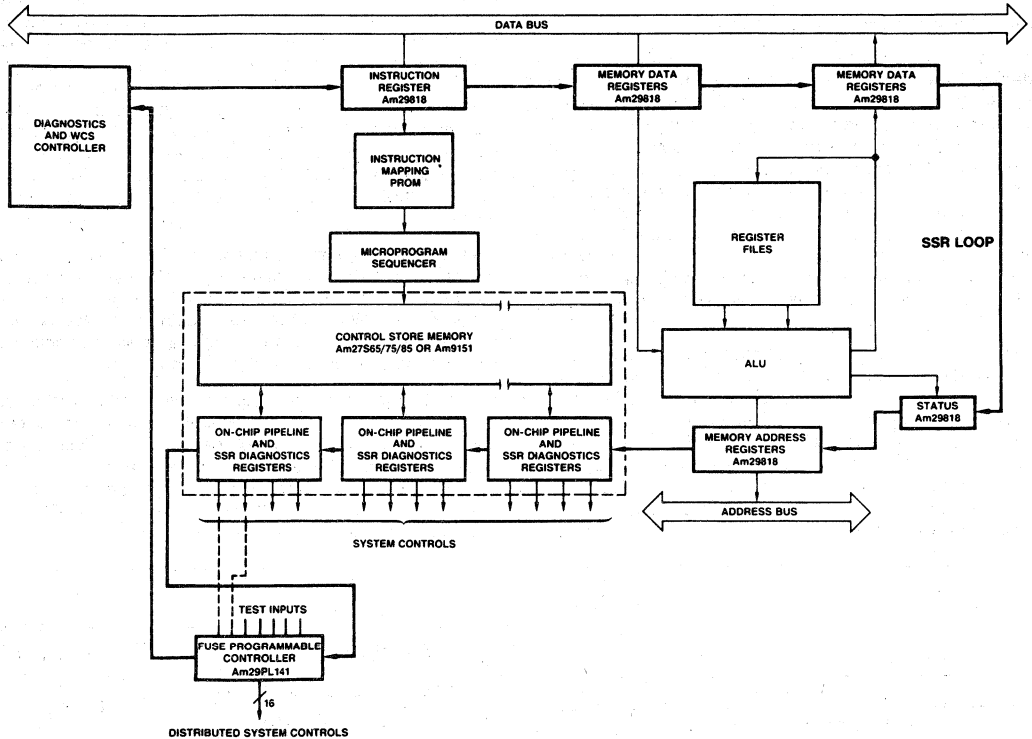 DATA BUS
DIAGNOSTICS
AND WCS
CONTROLLER
INSTRUCTION
REGISTER
Am29818
MEMORY DATA
REGISTERS
Am29818
MEMORY DATA
REGISTERS
Am29818
INSTRUCTION
MAPPING
PROM
MICROPROGRAM
SEQUENCER
REGISTER
FILES
SSR LOOP
CONTROL STORE MEMORY
Am27S65/75/85 OR Am9151
ALU
STATUS
Am29818
ON-CHIP PIPELINE
AND
SSR DIAGNOSTICS
REGISTERS
ON-CHIP PIPELINE
AND
SSR DIAGNOSTICS
REGISTERS
ON-CHIP PIPELINE
AND
SSR DIAGNOSTICS
REGISTERS
MEMORY ADDRESS
REGISTERS
Am29818
ADDRESS BUS
SYSTEM CONTROLS
TEST INPUTS
FUSE PROGRAMMABLE
CONTROLLER
Am29PL141
16
DISTRIBUTED SYSTEM CONTROLS